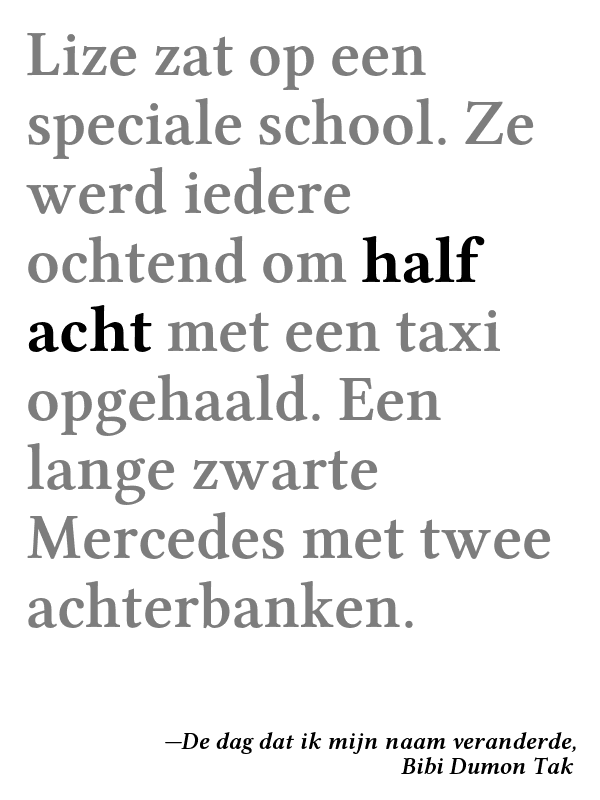 Lize zat op een
speciale school. Ze
werd iedere
ochtend om half
acht met een taxi
opgehaald. Een
lange zwarte
Mercedes met twee
achterbanken.
—De dag dat ik mijn naam veranderde,
Bibi Dumon Tak